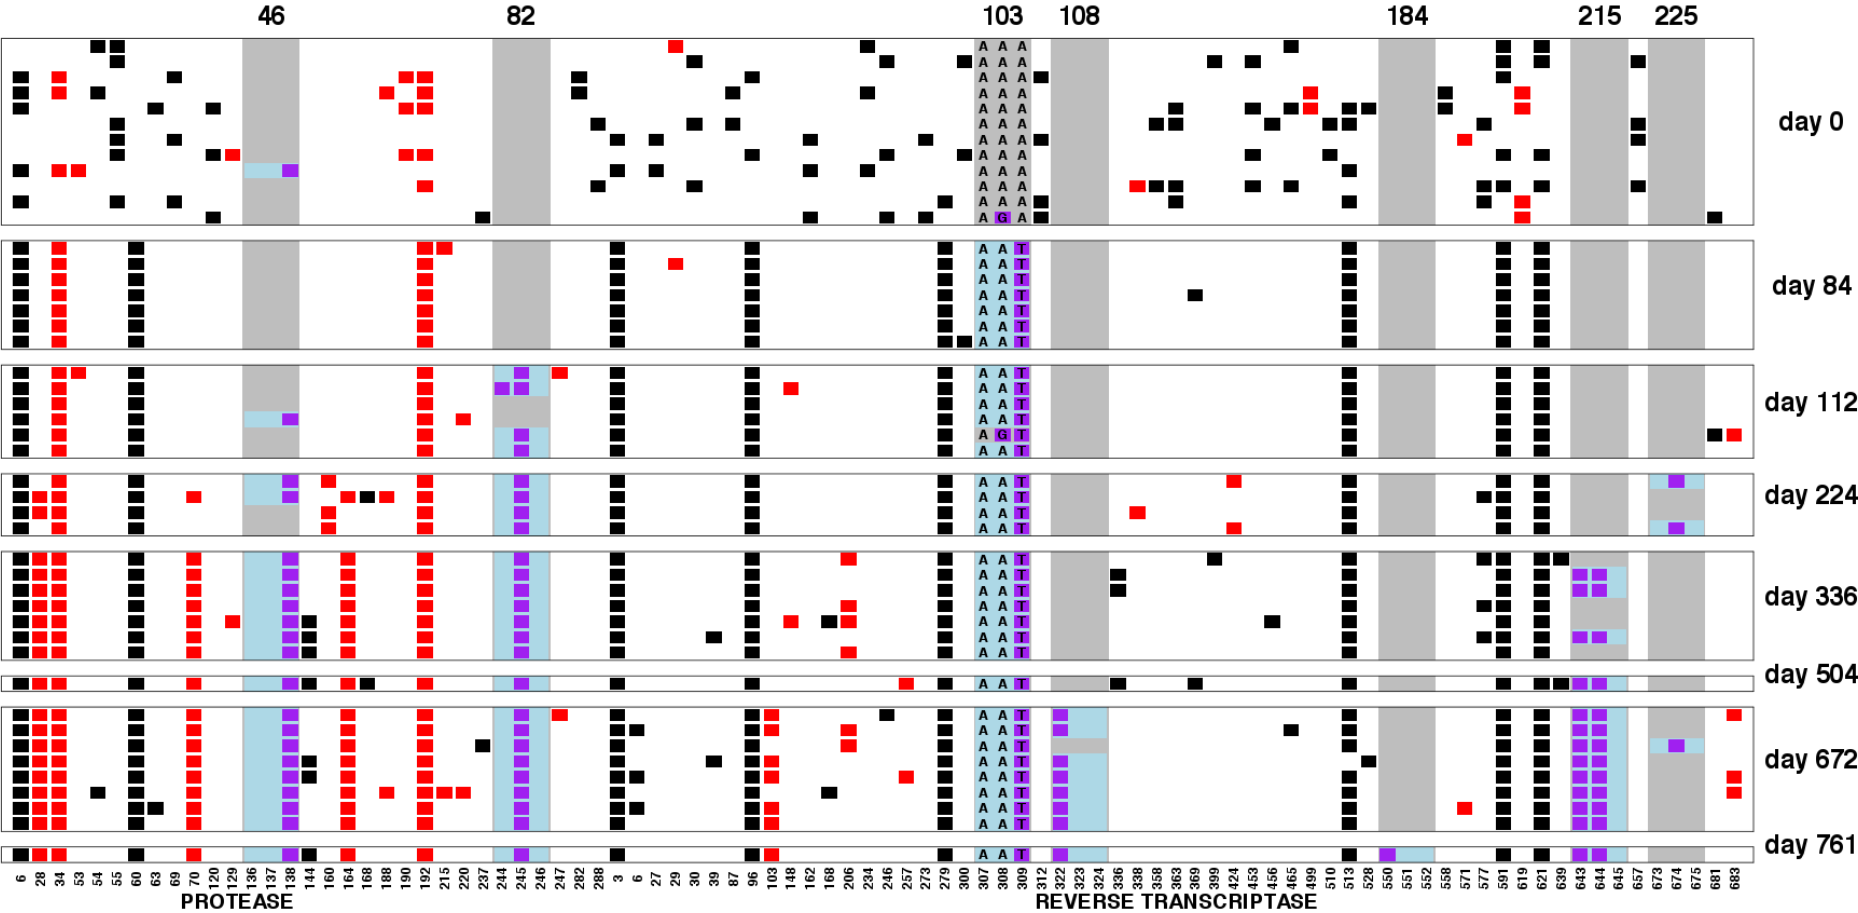 46 82 103 108 184 215 225
A A A
A A A
A A A
A A A
A A A
A A A
day 0
A A A
A A A
A A A
A A A
A A A
A G A
A A T
A A T
A A T
day 84
A A T
A A T
A A T
A A T
A A T
A A T
A A T
day 112
A A T
A G T
A A T
A A T
A A T
day 224
A A T
A A T
A A T
A A T
A A T
day 336
A A T
A A T
A A T
A A T
day 504
A A T
A A T
A A T
A A T
A A T
day 672
A A T
A A T
A A T
A A T
day 761
A A T
6 28 34 53 54 55 60 63 69 70 120 129 136 137 138 144 160 164 168 188 190 192 215 220 237 244 245 246 247 282 288 3 6 27 29 30 39 87 96 103 148 162 168 206 234 246 257 273 279 300 307 308 309 312 322 323 324 336 338 358 363 369 399 424 453 456 465 499 510 513 528 550 551 552 558 571 577 591 619 621 639 643 644 645 657 673 674 675 681 683
PROTEASE REVERSE TRANSCRIPTASE